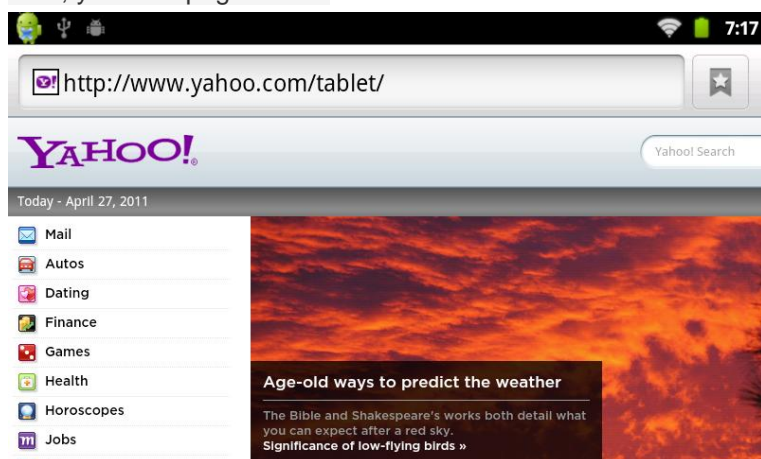 7:17
http://www.yahoo.com/tablet/
YAHOO!
Yahoo! Search
Today - April 27, 2011
Mail
Autos
Dating
Finance
Games
Health
Horoscopes
Jobs
Age-old ways to predict the weather
The Bible and Shakespeare's works both detail what
you can expect after a red sky.
Significance of low-flying birds »